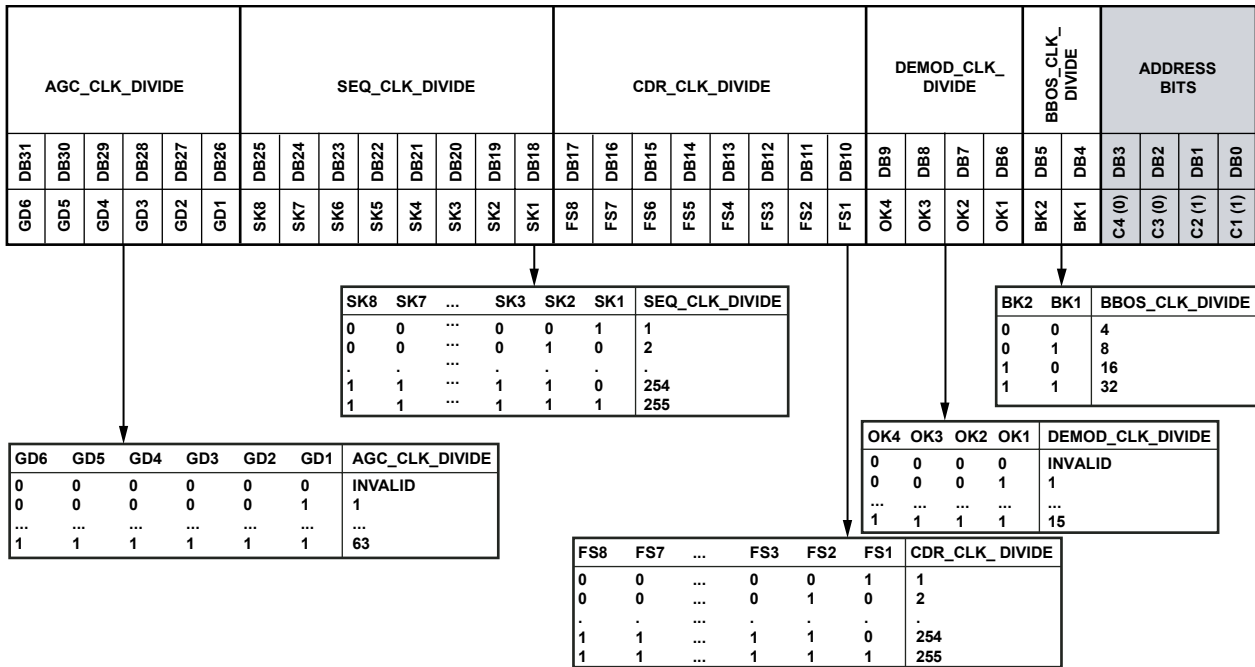 AGC_CLK_DIVIDE
SEQ_CLK_DIVIDE
CDR_CLK_DIVIDE
DEMOD_CLK_
DIVIDE
BBOS_CLK_
DIVIDE
ADDRESS
BITS
DB31 DB30 DB29 DB28 DB27 DB26 DB25 DB24 DB23 DB22 DB21 DB20 DB19 DB18 DB17 DB16 DB15 DB14 DB13 DB12 DB11 DB10 DB9 DB8 DB7 DB6 DB5 DB4 DB3 DB2 DB1 DB0
GD6 GD5 GD4 GD3 GD2 GD1 SK8 SK7 SK6 SK5 SK4 SK3 SK2 SK1 FS8 FS7 FS6 FS5 FS4 FS3 FS2 FS1 OK4 OK3 OK2 OK1 BK2 BK1 C4 (0) C3 (0) C2 (1) C1 (1)
SK8 SK7 ... SK3 SK2 SK1 SEQ_CLK_DIVIDE
0 0 ... 0 0 1 1
0 0 ... 0 1 0 2
. . ... . . . .
1 1 ... 1 1 0 254
1 1 ... 1 1 1 255
BK2 BK1 BBOS_CLK_DIVIDE
0 0 4
0 1 8
1 0 16
1 1 32
GD6 GD5 GD4 GD3 GD2 GD1 AGC_CLK_DIVIDE
0 0 0 0 0 0 INVALID
0 0 0 0 0 1 1
... ... ... ... ... ... ...
1 1 1 1 1 1 63
OK4 OK3 OK2 OK1 DEMOD_CLK_DIVIDE
0 0 0 0 INVALID
0 0 0 1 1
... ... ... ... ...
1 1 1 1 15
FS8 FS7 ... FS3 FS2 FS1 CDR_CLK_ DIVIDE
0 0 ... 0 0 1 1
0 0 ... 0 1 0 2
. . ... . . . .
1 1 ... 1 1 0 254
1 1 ... 1 1 1 255